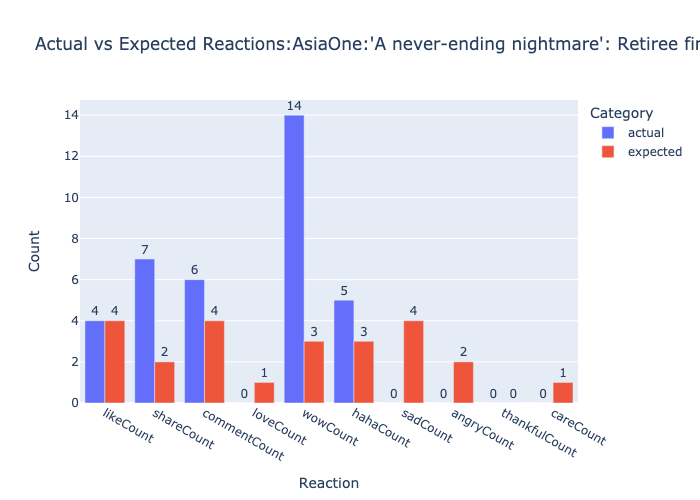 Actual vs Expected Reactions:AsiaOne:'A never-ending nightmare': Retiree
Category
actual
expected
14
12
10
8
6
4
2
0
Count
4 4
7 2
6 4
0 1
14 3
5 3
0 4
0 2
0 0
0 1
likeCount
shareCount
commentCount
loveCount
wowCount
hahaCount
sadCount
angryCount
thankfulCount
careCount
Reaction